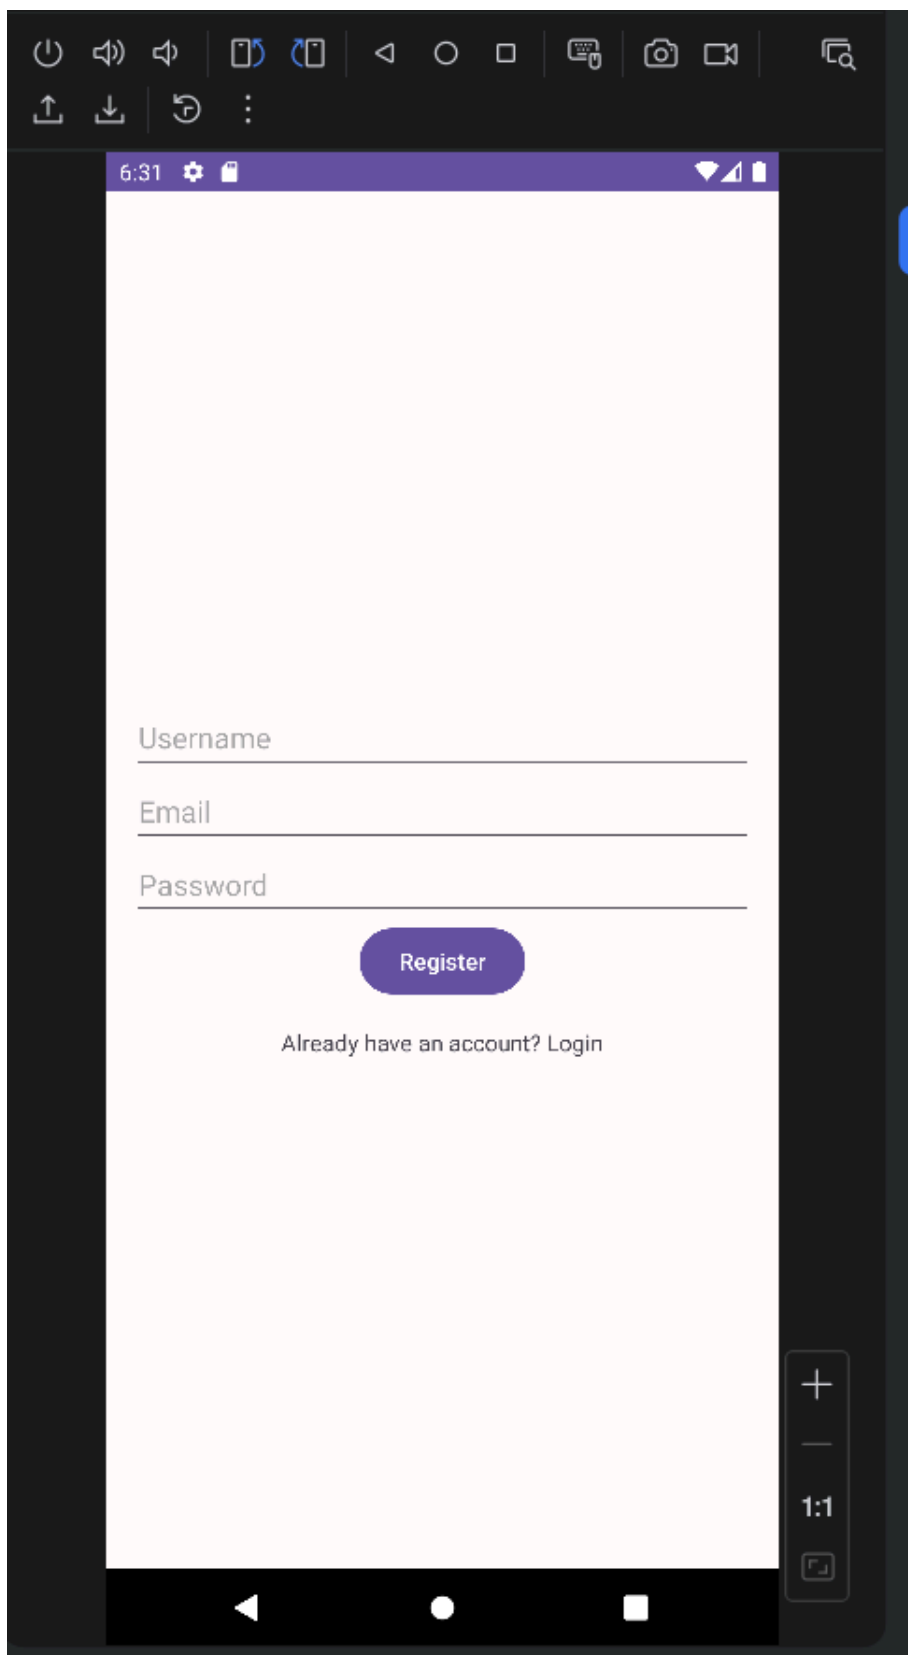 6:31
Username
Email
Password
Register
Already have an account? Login
1:1